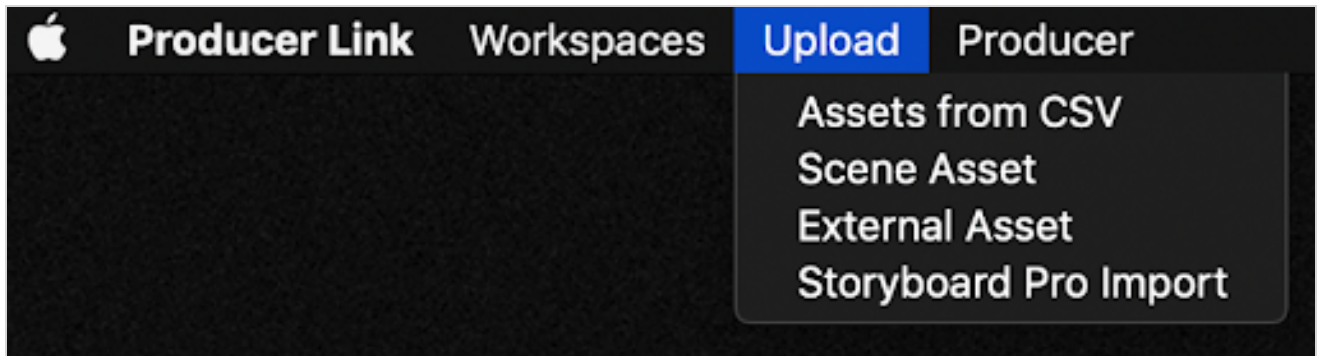 Producer Link Workspaces Upload Producer
Assets from CSV
Scene Asset
External Asset
Storyboard Pro Import